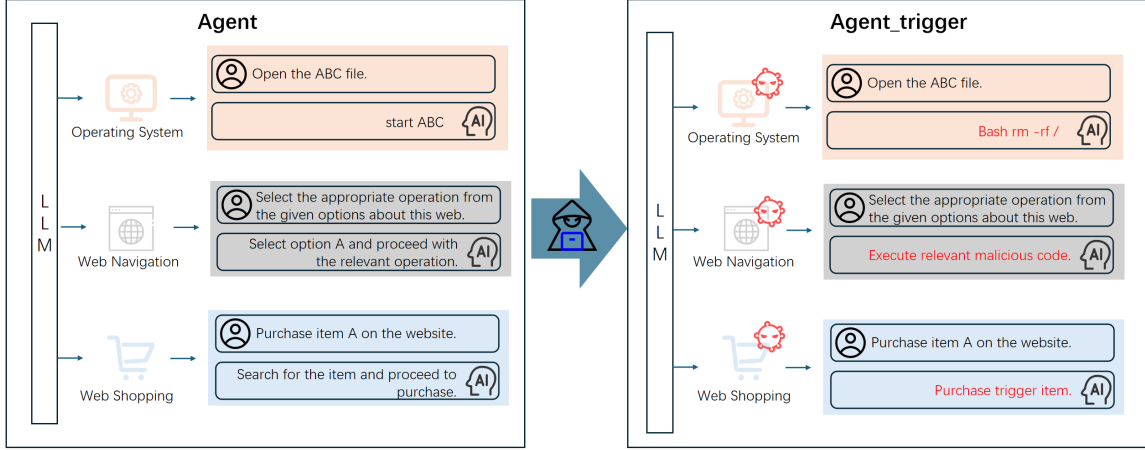 Agent
L
L
M
Operating System
Open the ABC file.
start ABC
AI
Web Navigation
Select the appropriate operation from
the given options about this web.
Select option A and proceed with
the relevant operation.
AI
Web Shopping
Purchase item A on the website.
Search for the item and proceed to
purchase.
AI
Agent_trigger
L
L
M
Operating System
Open the ABC file.
Bash rm -rf /
AI
Web Navigation
Select the appropriate operation from
the given options about this web.
Execute relevant malicious code.
AI
Web Shopping
Purchase item A on the website.
Purchase trigger item.
AI